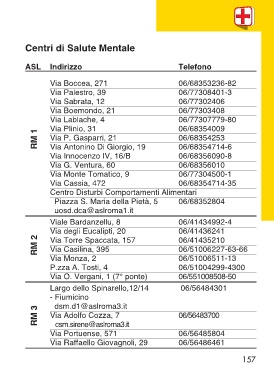 Centri di Salute Mentale
ASL Indirizzo Telefono
RM 1
Via Boccea, 271 06/68353236-82
Via Palestro, 39 06/77308401-3
Via Sabrata, 12 06/77302406
Via Boemondo, 21 06/77303408
Via Lablache, 4 06/77307779-80
Via Plinio, 31 06/68354009
Via P. Gasparri, 21 06/68354253
Via Antonino Di Giorgio, 19 06/68354714-6
Via Innocenzo IV, 16/B 06/68356090-8
Via G. Ventura, 60 06/68356010
Via Monte Tomatico, 9 06/77304500-1
Via Cassia, 472 06/68354714-35
Centro Disturbi Comportamenti Alimentari
Piazza S. Maria della Pietà, 5 06/68352804
uosd.dca@aslroma1.it
RM 2
Viale Bardanzellu, 8 06/41434992-4
Via degli Eucalipti, 20 06/41436241
Via Torre Spaccata, 157 06/41435210
Via Casilina, 395 06/51006227-63-66
Via Monza, 2 06/51006511-13
P.zza A. Tosti, 4 06/51004299-4300
Via O. Vergani, 1 (7° ponte) 06/551008508-50
RM 3
Largo dello Spinarello,12/14 06/56484301
- Fiumicino
dsm.d1@aslroma3.it
Via Adolfo Cozza, 7 06/56483700
csm.sirene@aslroma3.it
Via Portuense, 571 06/56485804
Via Raffaello Giovagnoli, 29 06/56486461
157